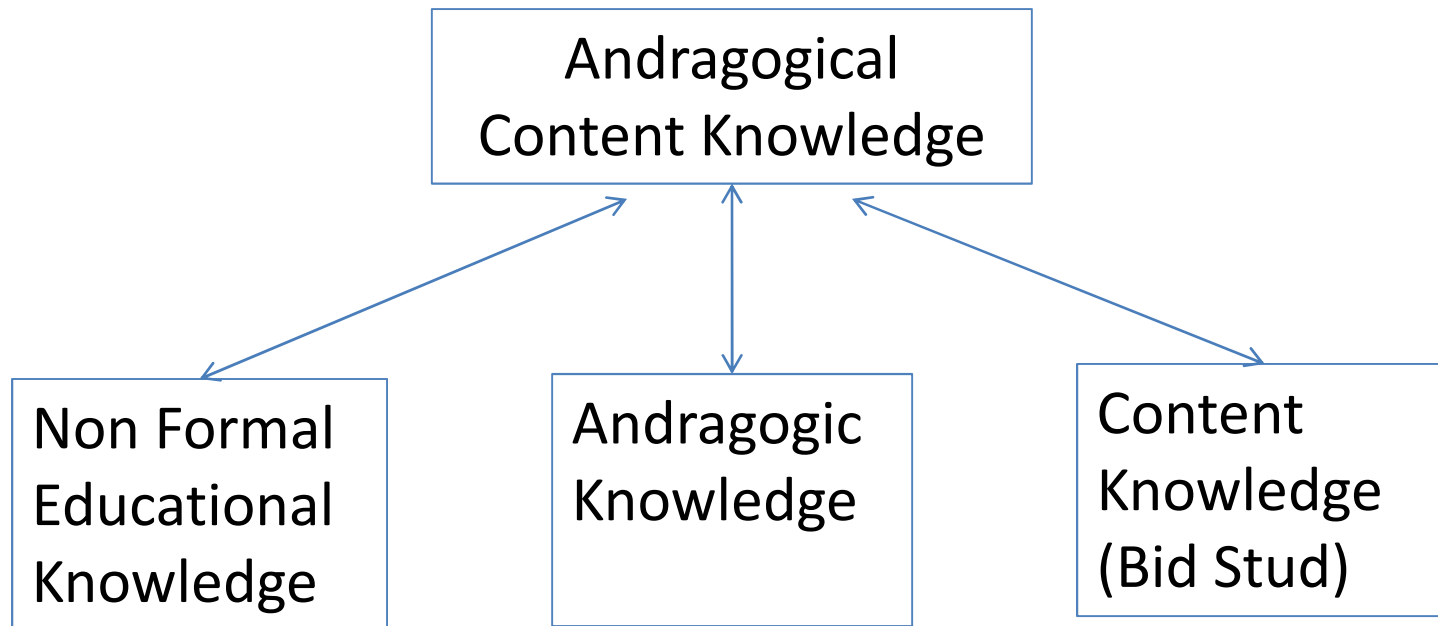 Andragogical
Content Knowledge
Non Formal
Educational
Knowledge
Andragogic
Knowledge
Content
Knowledge
(Bid Stud)